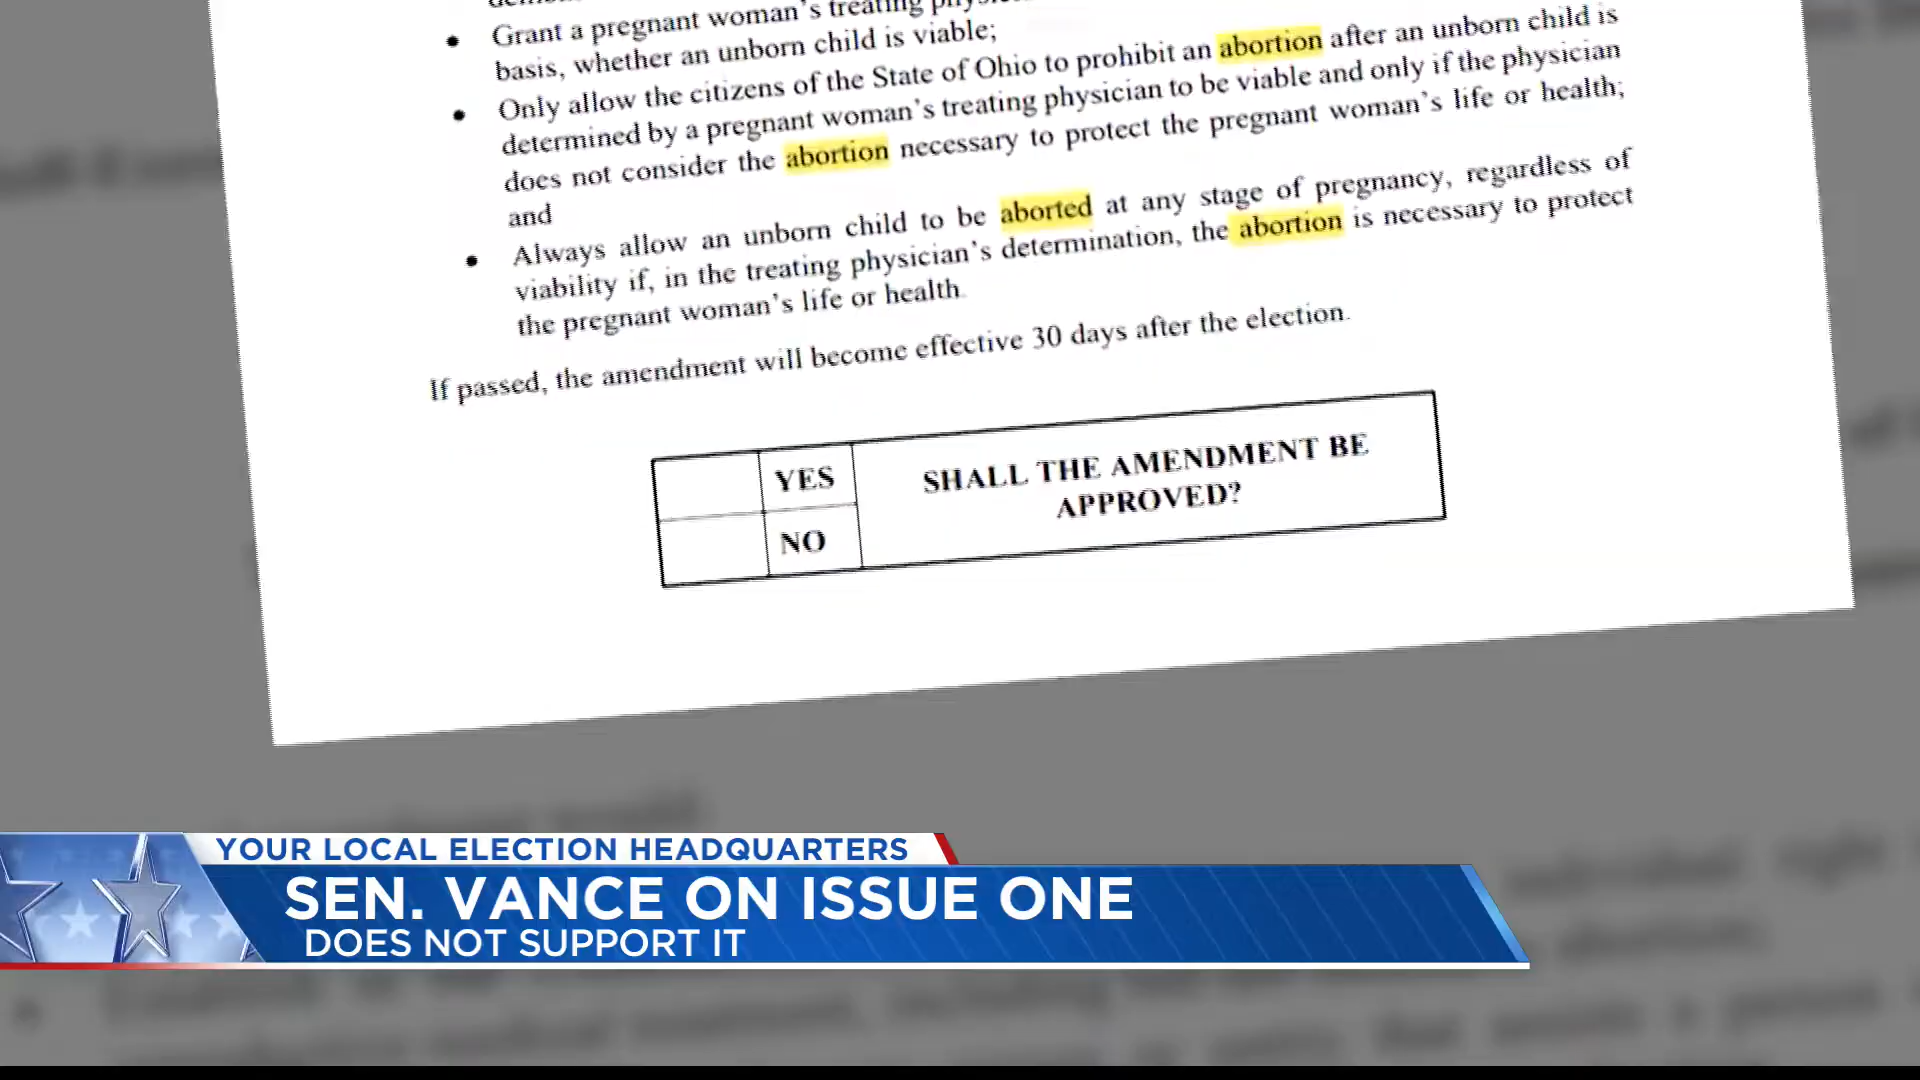 Grant a pregnant woman's treating
basis, whether an unborn child is viable;
Only allow the citizens of the State of Ohio to prohibit an abortion after an unborn child is
determined by a pregnant woman's treating physician to be viable and only if the physician
does not consider the abortion necessary to protect the pregnant woman's life or health;
and
Always allow an unborn child to be aborted at any stage of pregnancy, regardless of
viability if, in the treating physician's determination, the abortion is necessary to protect
the pregnant woman's life or health.
If passed, the amendment will become effective 30 days after the election.
YES
NO
SHALL THE AMENDMENT BE
APPROVED?
YOUR LOCAL ELECTION HEADQUARTERS
SEN. VANCE ON ISSUE ONE
DOES NOT SUPPORT IT